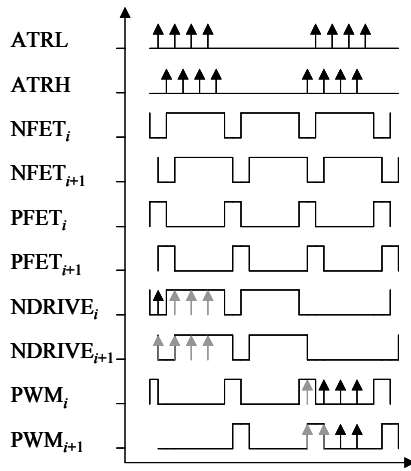 ATRL
ATRH
NFETi
NFETi+1
PFETi
PFETi+1
NDRIVEi
NDRIVEi+1
PWMi
PWMi+1